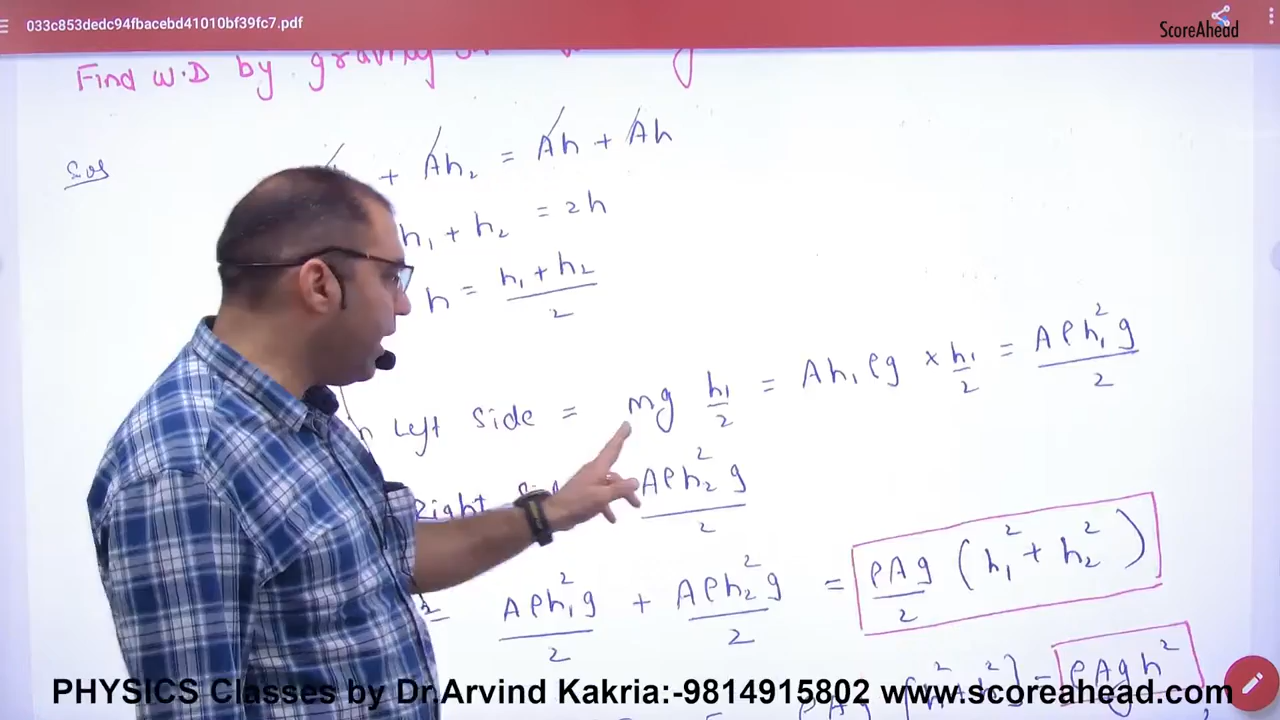 033c853dedc94fbacebd41010bf39fc7.pdf
ScoreAhead
Find W.D by
Sol
+ Ah₂ = Ah + Ah
h₁ + h₂ = 2h
h = (h₁ + h₂)/2
Left Side = mg h₁/2 = Ah₁ρg × h₁/2 = Aρh₁²g/2
Right Aρh₂²g/2
Aρh₁²g/2 + Aρh₂²g/2 = ρAg/2 (h₁² + h₂²)
ρAgh²
PHYSICS Classes by Dr.Arvind Kakria:-9814915802 www.scoreahead.com